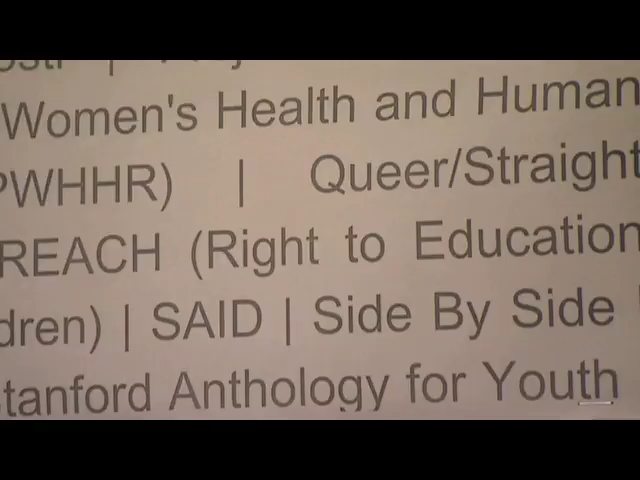 Women's Health and Human
PWHHR) | Queer/Straight
REACH (Right to Education
dren) | SAID | Side By Side
Stanford Anthology for Youth